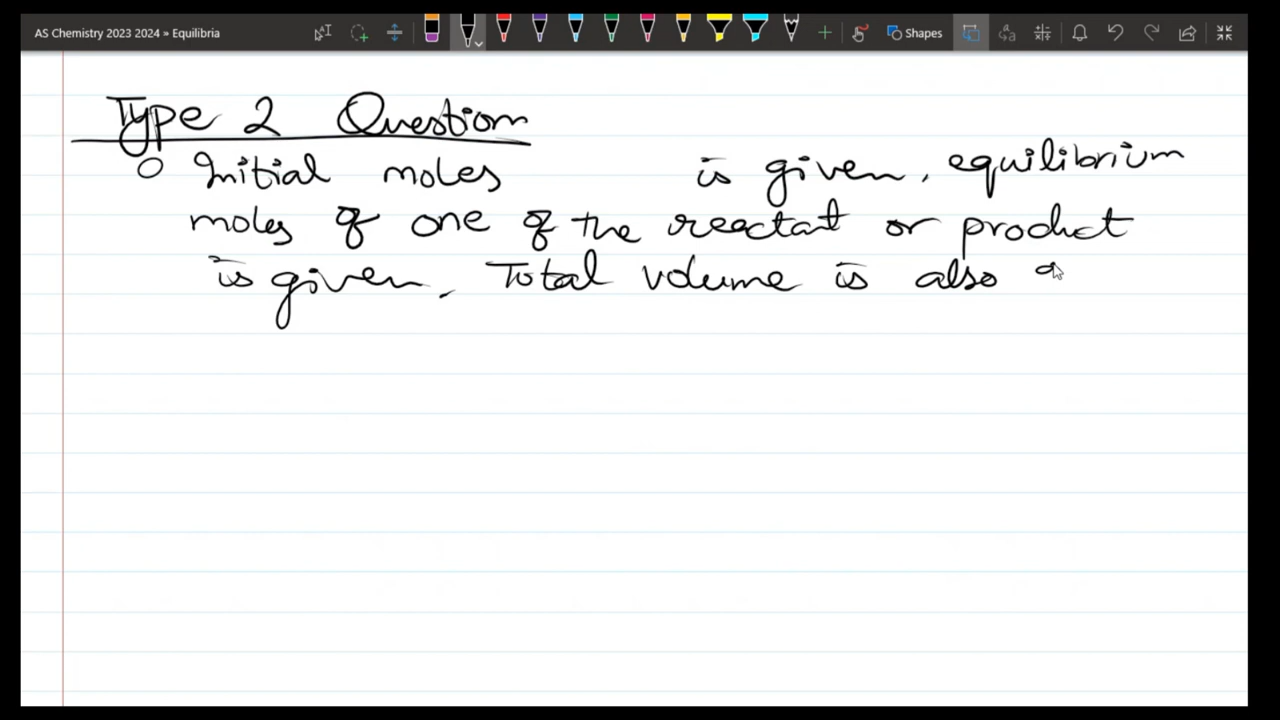 AS Chemistry 2023 2024 » Equilibria
Shapes
Type 2 Question
Initial moles is given, equilibrium
moles of one of the reactant or product
is given. Total volume is also